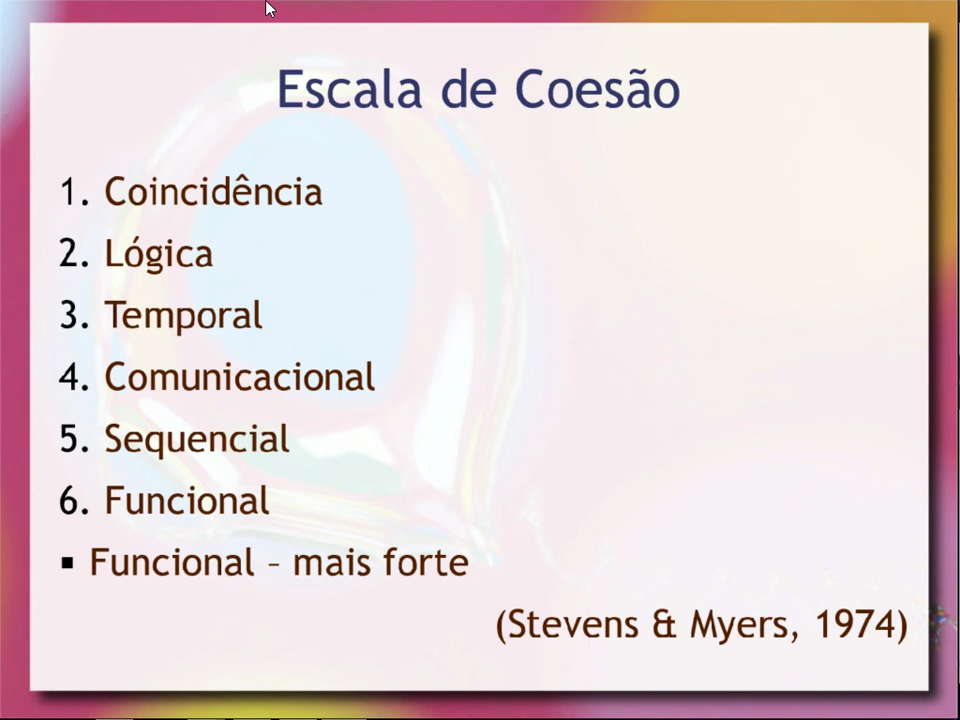 Escala de Coesão
1. Coincidência
2. Lógica
3. Temporal
4. Comunicacional
5. Sequencial
6. Funcional
▪ Funcional – mais forte
(Stevens & Myers, 1974)